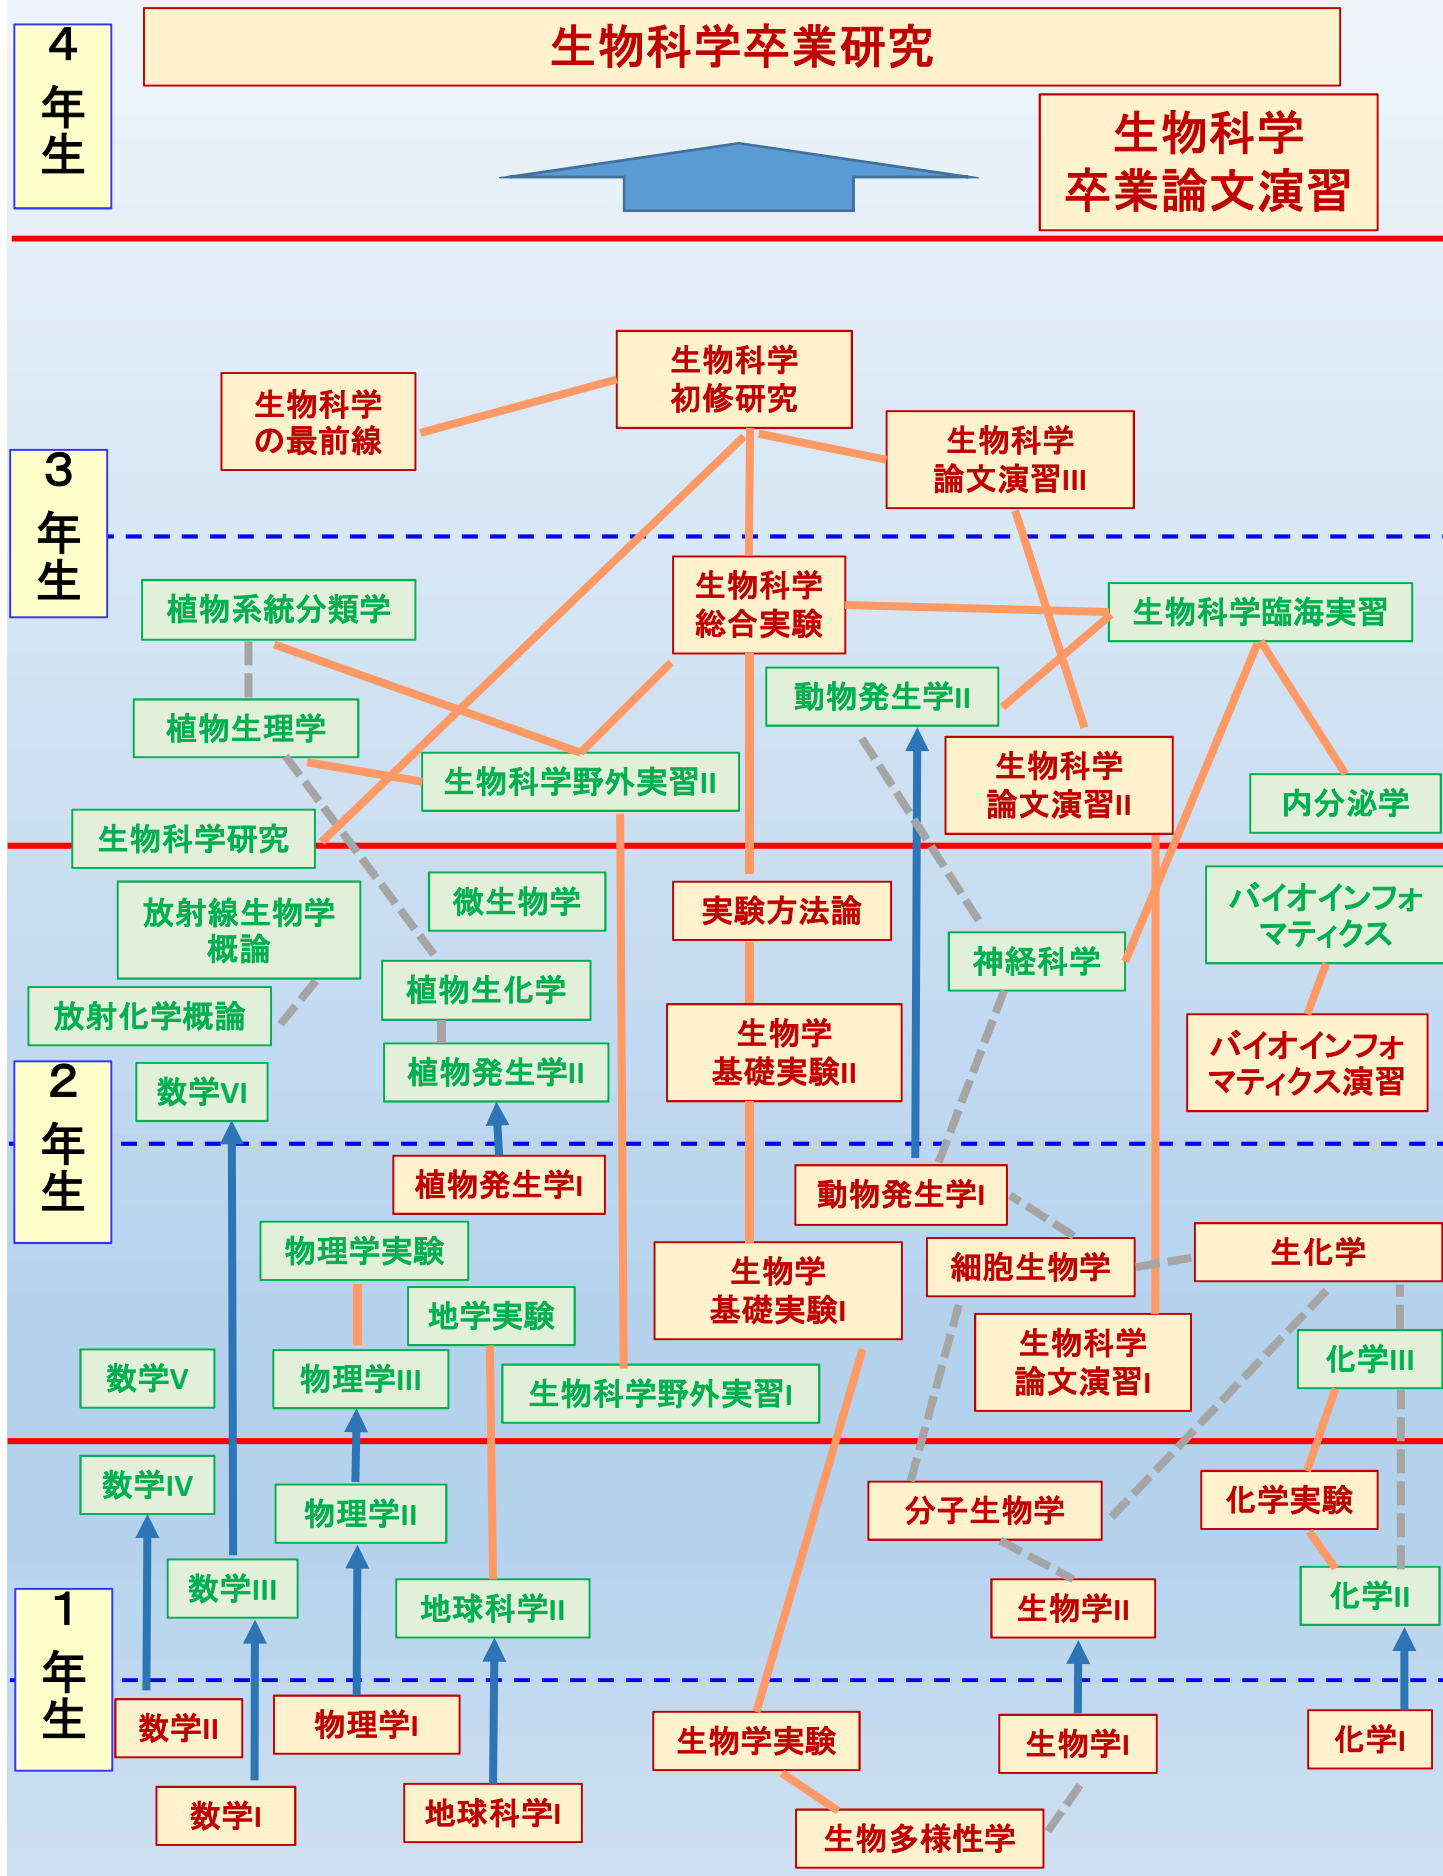 ４
年
生
生物科学卒業研究
生物科学
卒業論文演習
３
年
生
生物科学
初修研究
生物科学
の最前線
生物科学
論文演習III
生物科学
総合実験
植物系統分類学
生物科学臨海実習
動物発生学II
植物生理学
生物科学
論文演習II
生物科学野外実習II
内分泌学
生物科学研究
２
年
生
放射線生物学
概論
微生物学
実験方法論
バイオインフォ
マティクス
神経科学
植物生化学
放射化学概論
生物学
基礎実験II
バイオインフォ
マティクス演習
植物発生学II
数学VI
植物発生学I
動物発生学I
物理学実験
生物学
基礎実験I
細胞生物学
生化学
地学実験
生物科学
論文演習I
数学V
物理学III
化学III
生物科学野外実習I
１
年
生
数学IV
物理学II
分子生物学
化学実験
数学III
地球科学II
生物学II
化学II
数学II
物理学I
生物学実験
生物学I
化学I
数学I
地球科学I
生物多様性学